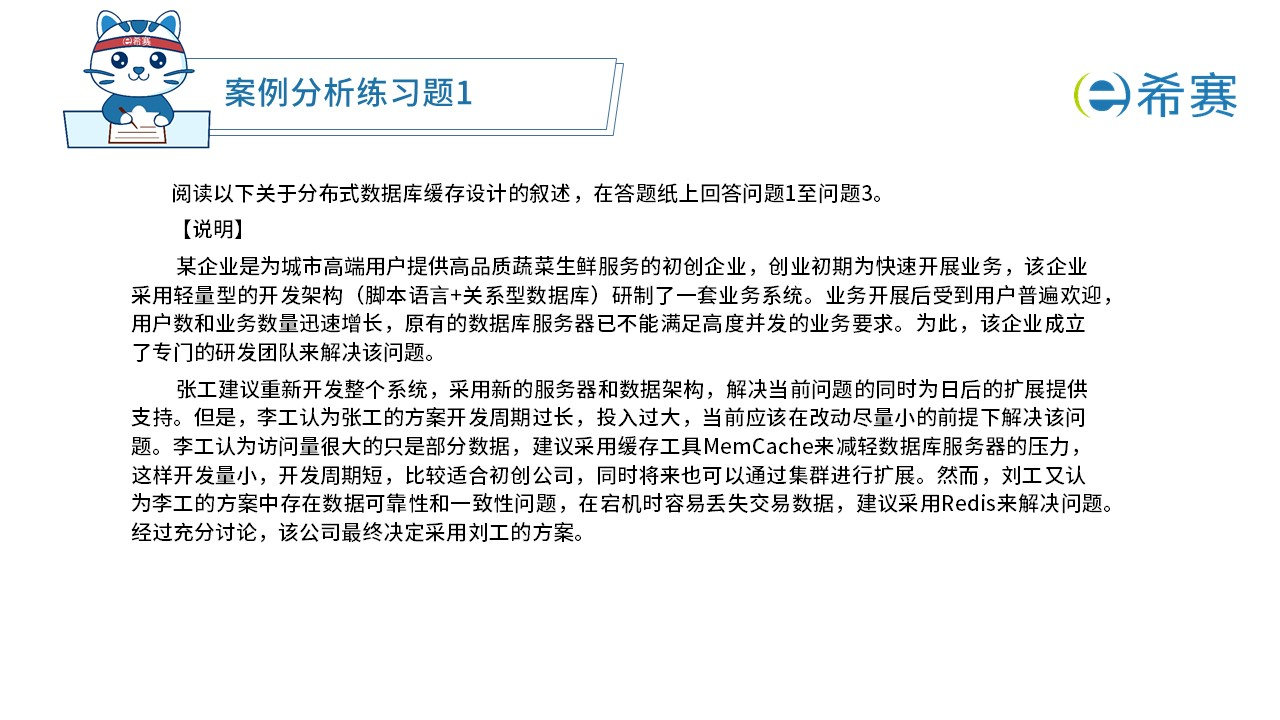 希赛
案例分析练习题1
希赛
阅读以下关于分布式数据库缓存设计的叙述，在答题纸上回答问题1至问题3。
【说明】
某企业是为城市高端用户提供高品质蔬菜生鲜服务的初创企业，创业初期为快速开展业务，该企业
采用轻量型的开发架构（脚本语言+关系型数据库）研制了一套业务系统。业务开展后受到用户普遍欢迎，
用户数和业务数量迅速增长，原有的数据库服务器已不能满足高度并发的业务要求。为此，该企业成立
了专门的研发团队来解决该问题。
张工建议重新开发整个系统，采用新的服务器和数据架构，解决当前问题的同时为日后的扩展提供
支持。但是，李工认为张工的方案开发周期过长，投入过大，当前应该在改动尽量小的前提下解决该问
题。李工认为访问量很大的只是部分数据，建议采用缓存工具MemCache来减轻数据库服务器的压力，
这样开发量小，开发周期短，比较适合初创公司，同时将来也可以通过集群进行扩展。然而，刘工又认
为李工的方案中存在数据可靠性和一致性问题，在宕机时容易丢失交易数据，建议采用Redis来解决问题。
经过充分讨论，该公司最终决定采用刘工的方案。